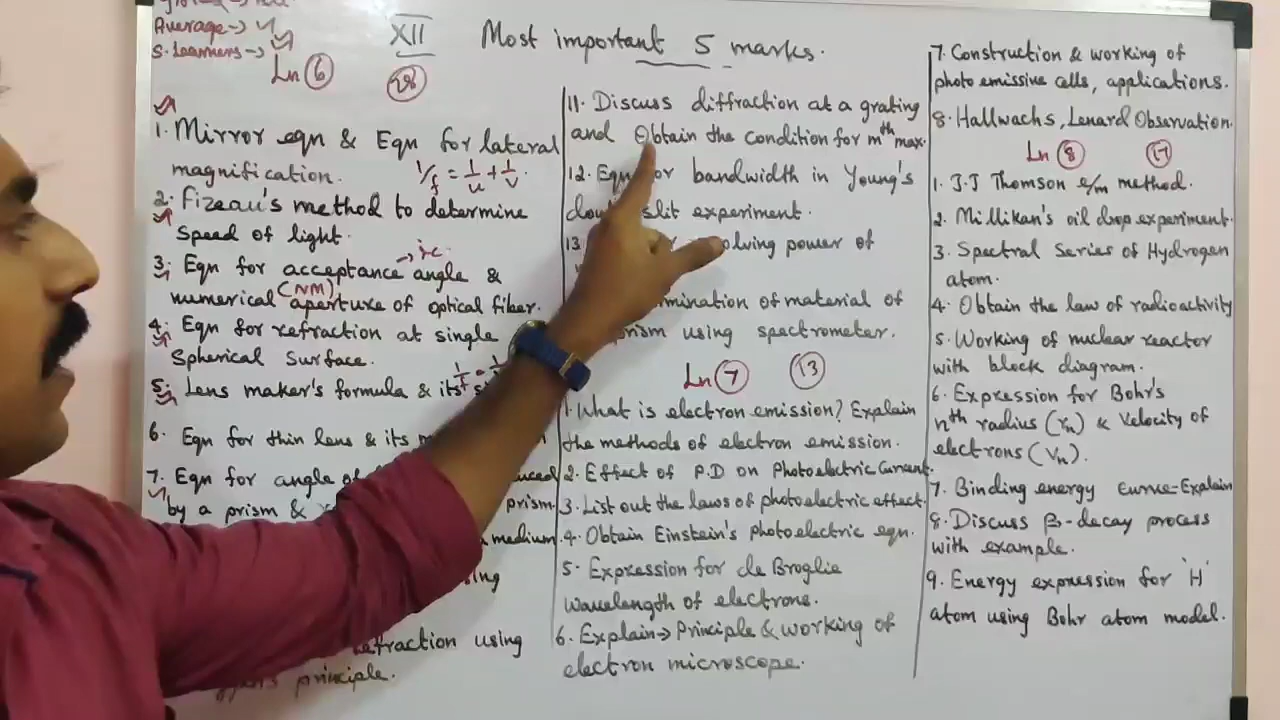 Average →
S. Learners →
XII
Most important 5 marks.
Ln 6
28
1. Mirror eqn & Eqn for lateral
magnification. 1/f = 1/u + 1/v.
2. Fizeau's method to determine
Speed of light.
→ ic
3. Eqn for acceptance angle &
(NM)
numerical aperture of optical fiber.
4. Eqn for refraction at single
Spherical Surface.
5. Lens maker's formula & its
6. Eqn for thin lens & its
7. Eqn for angle of
by a prism & prism
medium.
refraction using
principle.
11. Discuss diffraction at a grating
and Obtain the condition for mth max.
12. Eqn for bandwidth in Young's
slit experiment.
13. power of
of material of
prism using spectrometer.
Ln 7
13
1. What is electron emission? Explain
the methods of electron emission.
2. Effect of P.D on Photoelectric Current.
3. List out the laws of photoelectric effect.
4. Obtain Einstein's photoelectric eqn.
5. Expression for de Broglie
Wavelength of electrons.
6. Explain → Principle & working of
electron microscope.
7. Construction & working of
photo emissive cells, applications.
8. Hallwachs, Lenard Observation.
Ln 8
17
1. J.J Thomson e/m method.
2. Millikan's oil drop experiment.
3. Spectral Series of Hydrogen
atom.
4. Obtain the law of radioactivity
5. Working of nuclear reactor
with block diagram.
6. Expression for Bohr's
nth radius (rn) & Velocity of
electrons (Vn).
7. Binding energy curve-Explain
8. Discuss β-decay process
with example.
9. Energy expression for 'H'
atom using Bohr atom model.